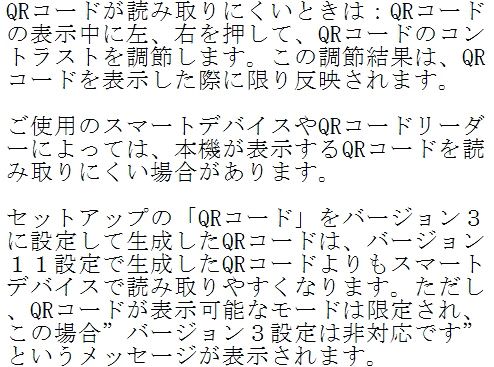 QRコードが読み取りにくいときは：QRコード
の表示中に左、右を押して、QRコードのコン
トラストを調節します。この調節結果は、QR
コードを表示した際に限り反映されます。
ご使用のスマートデバイスやQRコードリーダ
ーによっては、本機が表示するQRコードを読
み取りにくい場合があります。
セットアップの「QRコード」をバージョン３
に設定して生成したQRコードは、バージョン
１１設定で生成したQRコードよりもスマート
デバイスで読み取りやすくなります。ただし
、QRコードが表示可能なモードは限定され、
この場合”バージョン３設定は非対応です”
というメッセージが表示されます。